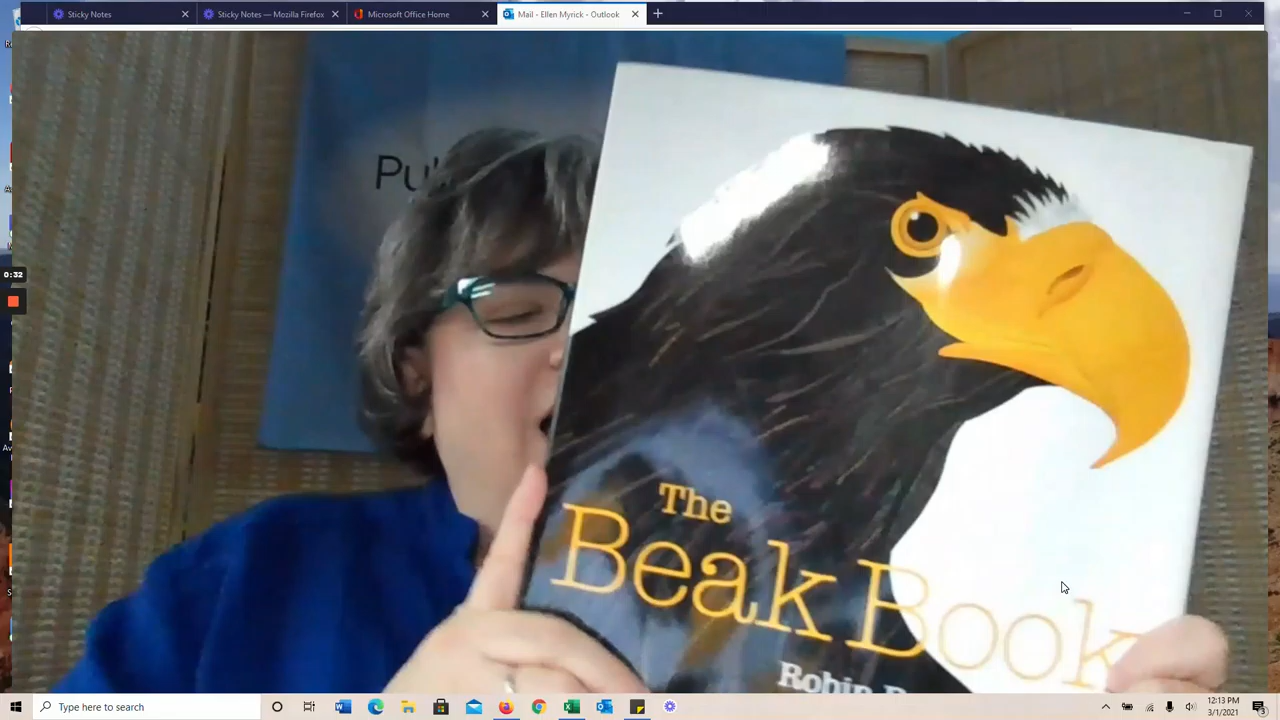 Sticky Notes
Sticky Notes — Mozilla Firefox
Microsoft Office Home
Mail - Ellen Myrick - Outlook
0:32
The
Beak Book
Robin
Type here to search
12:13 PM
3/1/2021